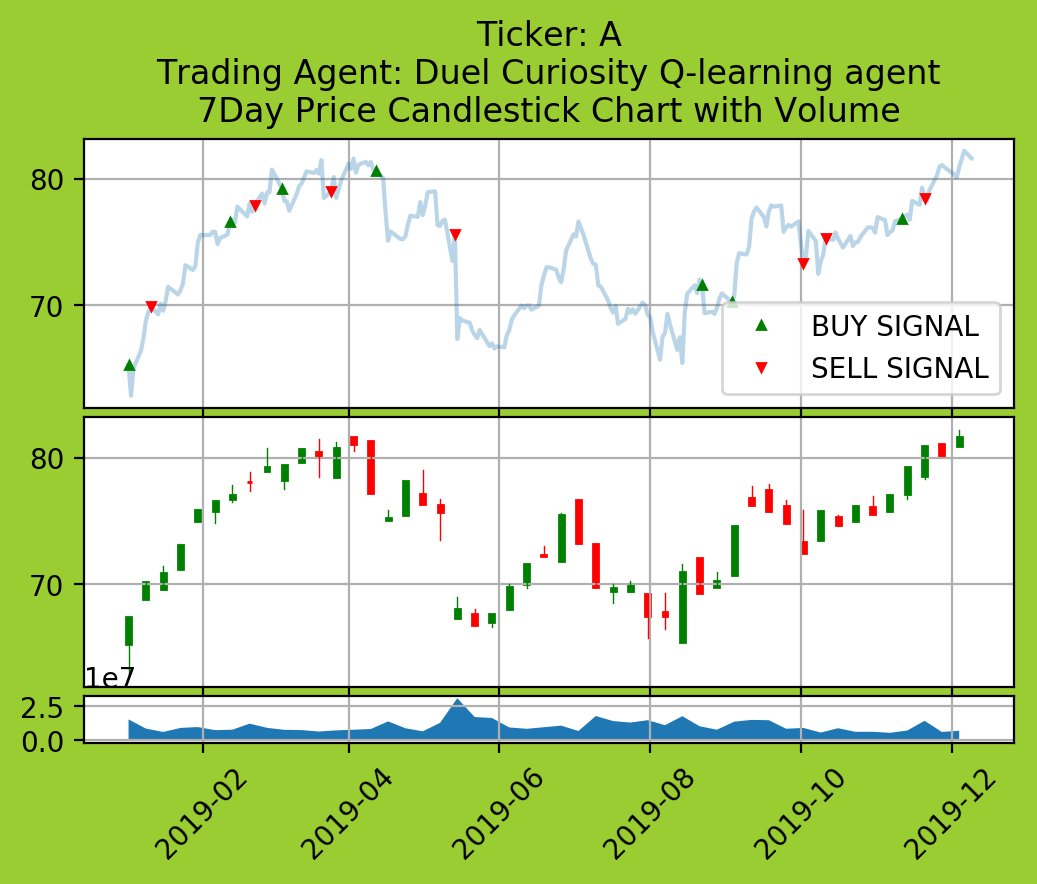 Ticker: A
Trading Agent: Duel Curiosity Q-learning agent
7Day Price Candlestick Chart with Volume
80
70
BUY SIGNAL
SELL SIGNAL
80
70
1e7
2.5
0.0
2019-02
2019-04
2019-06
2019-08
2019-10
2019-12